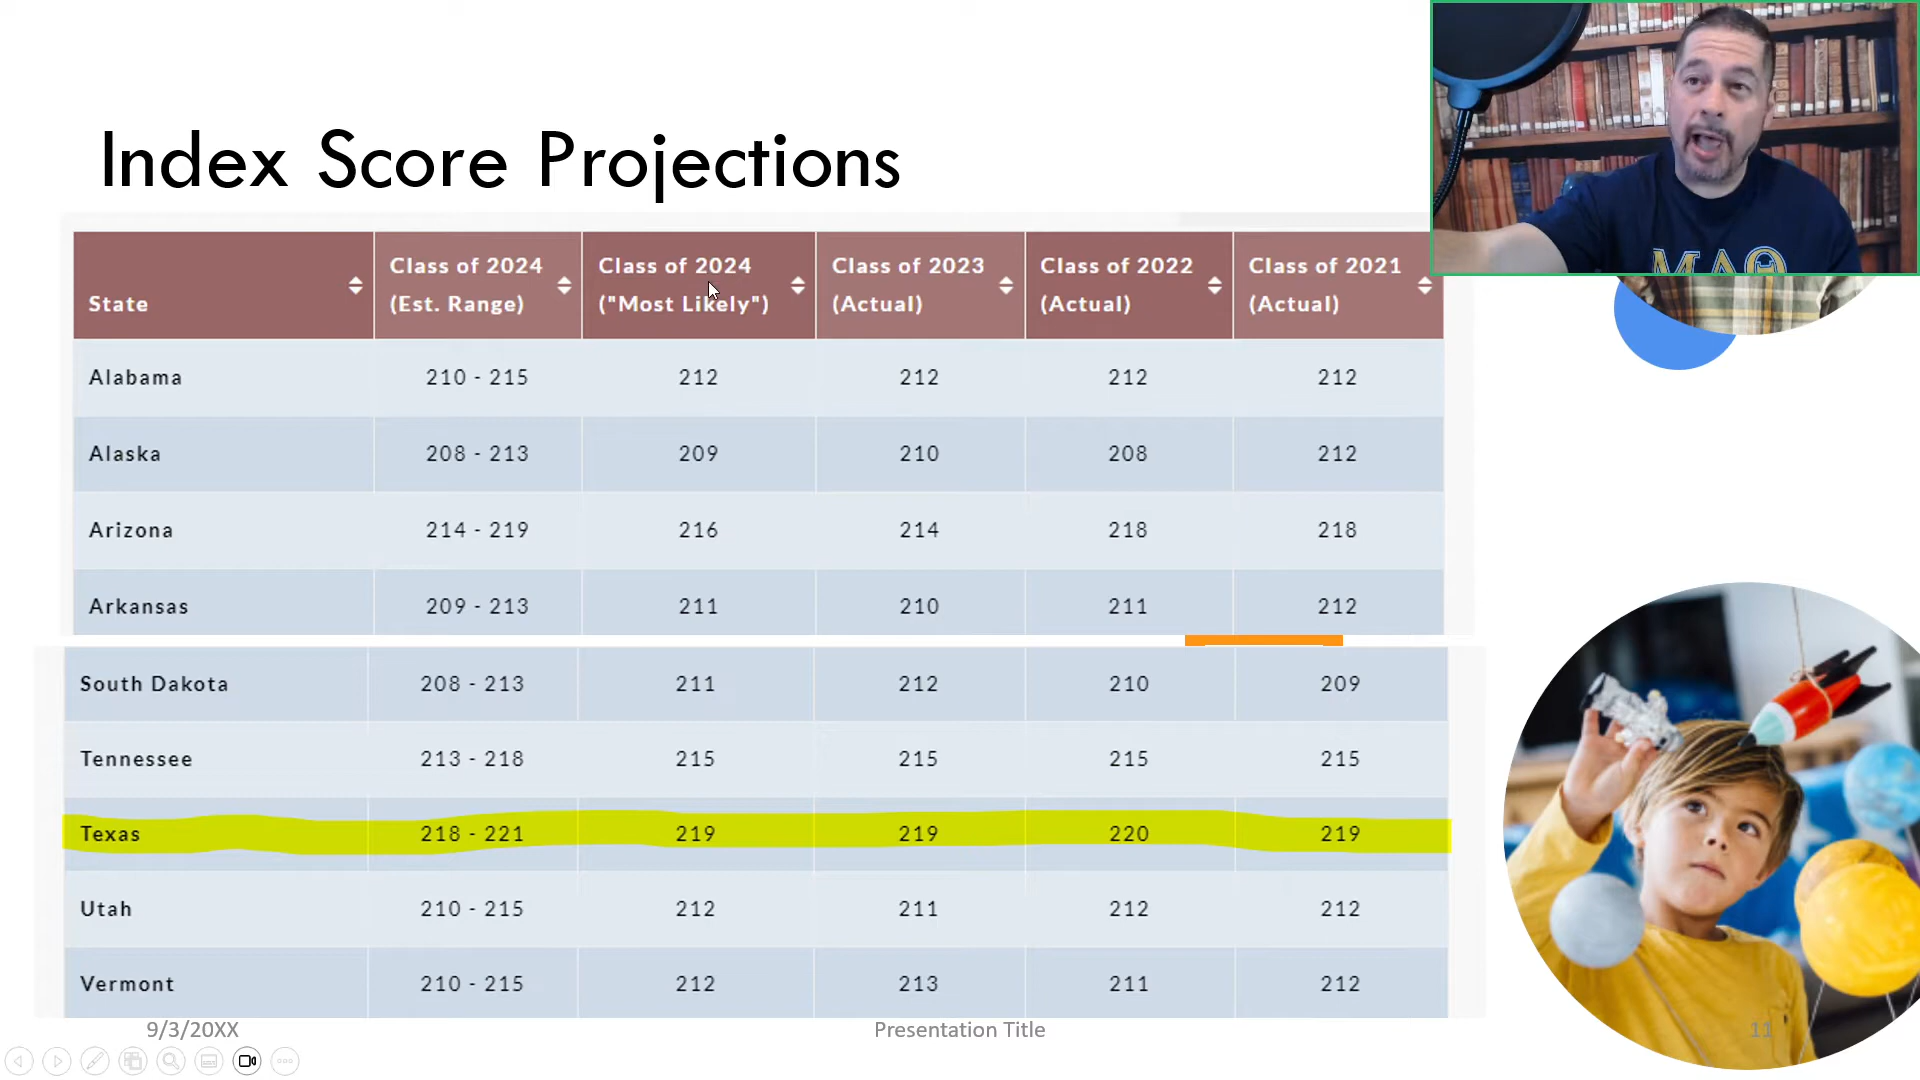 Index Score Projections
State
Class of 2024 (Est. Range)
Class of 2024 ("Most Likely")
Class of 2023 (Actual)
Class of 2022 (Actual)
Class of 2021 (Actual)
Alabama 210 - 215 212 212 212 212
Alaska 208 - 213 209 210 208 212
Arizona 214 - 219 216 214 218 218
Arkansas 209 - 213 211 210 211 212
South Dakota 208 - 213 211 212 210 209
Tennessee 213 - 218 215 215 215 215
Texas 218 - 221 219 219 220 219
Utah 210 - 215 212 211 212 212
Vermont 210 - 215 212 213 211 212
9/3/20XX Presentation Title 11
ΜΑΘ